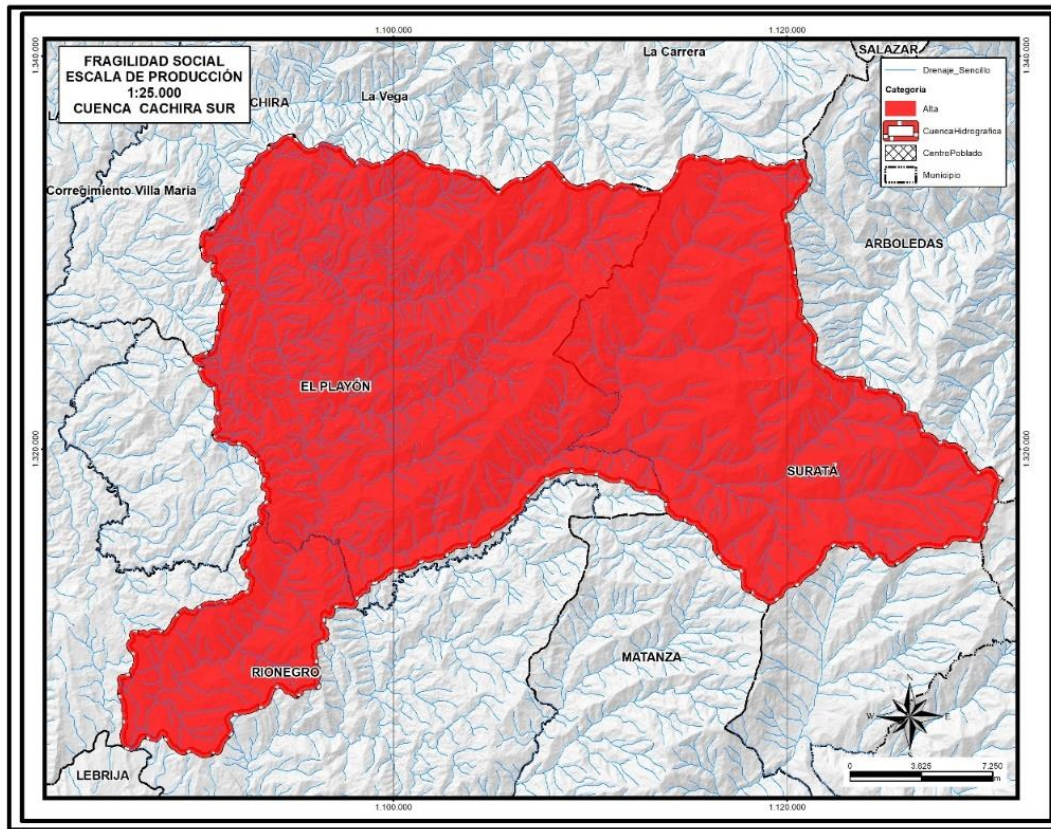 1.100.000
1.120.000
1.340.000
1.340.000
FRAGILIDAD SOCIAL
ESCALA DE PRODUCCIÓN
1:25.000
CUENCA CACHIRA SUR
CHIRA
La Vega
La Carrera
SALAZAR
Drenaje_Sencillo
Categoria
Alta
CuencaHidrografica
CentroPoblado
Municipio
Corregimiento Villa María
ARBOLEDAS
EL PLAYÓN
1.320.000
1.320.000
SURATÁ
MATANZA
RIONEGRO
LEBRIJA
N
W
E
S
0 3.625 7.250
m
1.100.000
1.120.000